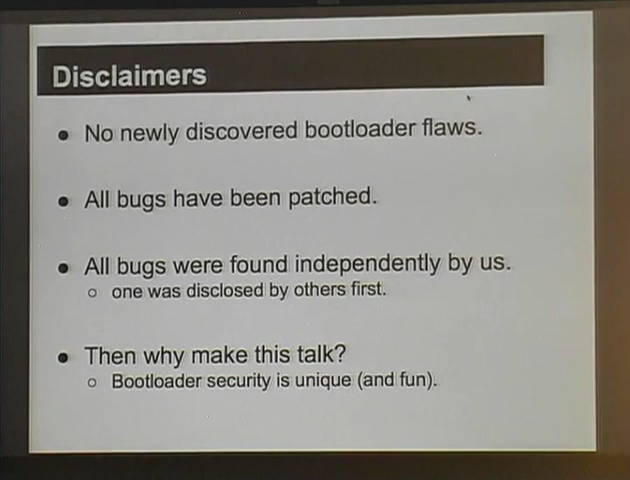 Disclaimers
No newly discovered bootloader flaws.
All bugs have been patched.
All bugs were found independently by us.
one was disclosed by others first.
Then why make this talk?
Bootloader security is unique (and fun).